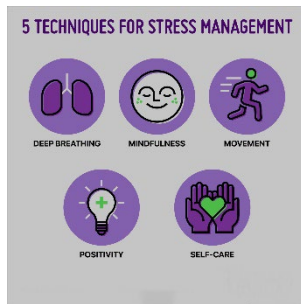 5 TECHNIQUES FOR STRESS MANAGEMENT
DEEP BREATHING
MINDFULNESS
MOVEMENT
POSITIVITY
SELF-CARE